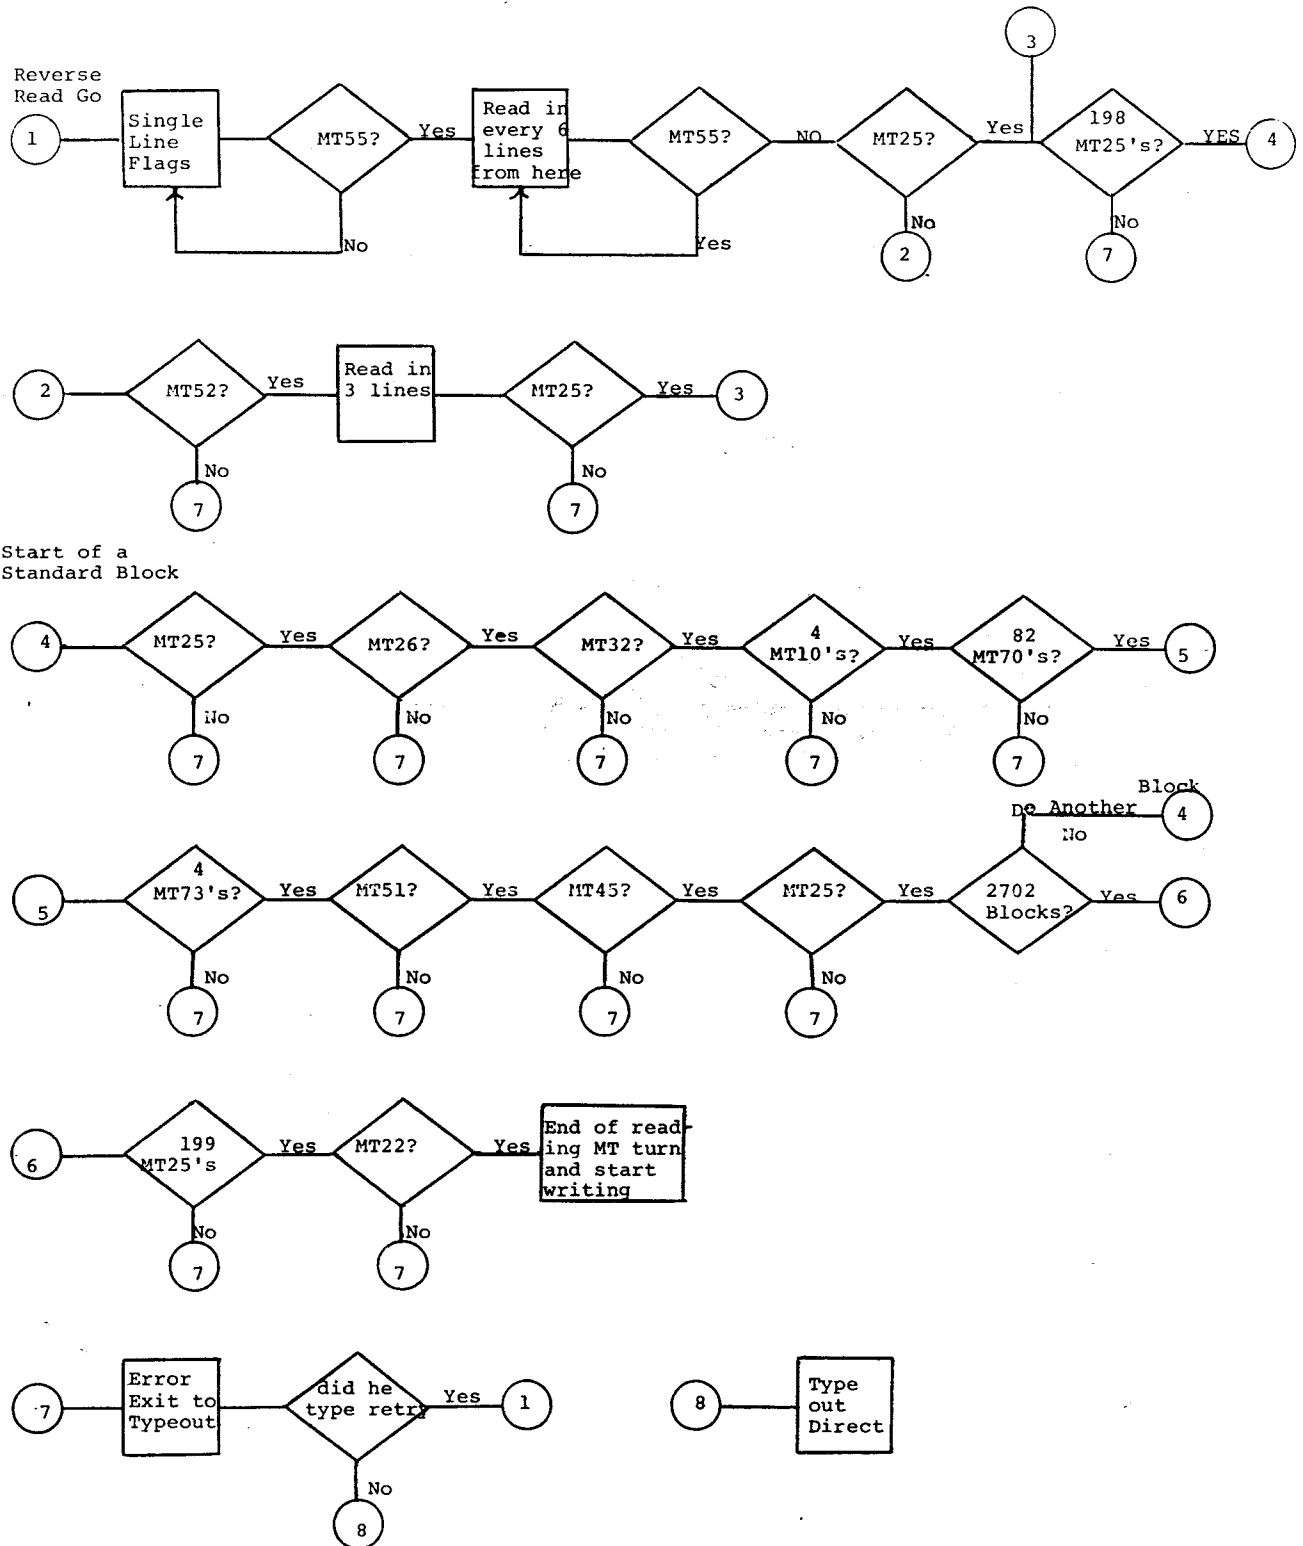 3
Reverse
Read Go
1
Single
Line
Flags
MT55?
Yes
No
Read in
every 6
lines
from here
MT55?
NO
Yes
MT25?
Yes
No
2
198
MT25's?
YES
4
No
7
2
MT52?
Yes
No
7
Read in
3 lines
MT25?
Yes
3
No
7
Start of a
Standard Block
4
MT25?
Yes
No
7
MT26?
Yes
No
7
MT32?
Yes
No
7
4
MT10's?
Yes
No
7
82
MT70's?
Yes
5
No
7
Block
Do Another
4
No
5
4
MT73's?
Yes
No
7
MT51?
Yes
No
7
MT45?
Yes
No
7
MT25?
Yes
No
7
2702
Blocks?
Yes
6
6
199
MT25's
Yes
No
7
MT22?
Yes
No
7
End of read-
ing MT turn
and start
writing
7
Error
Exit to
Typeout
did he
type retry
Yes
1
No
8
8
Type
out
Direct